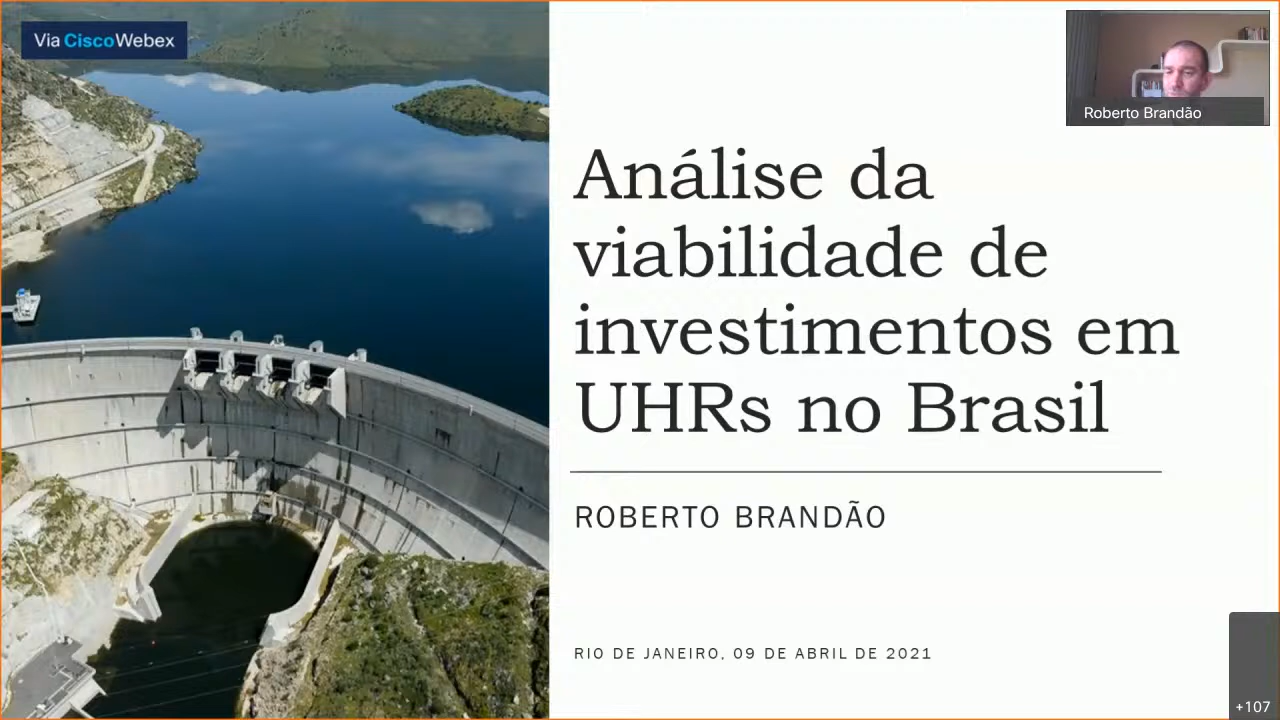 Via CiscoWebex
Roberto Brandão
Análise da
viabilidade de
investimentos em
UHRs no Brasil
ROBERTO BRANDÃO
RIO DE JANEIRO, 09 DE ABRIL DE 2021
+107